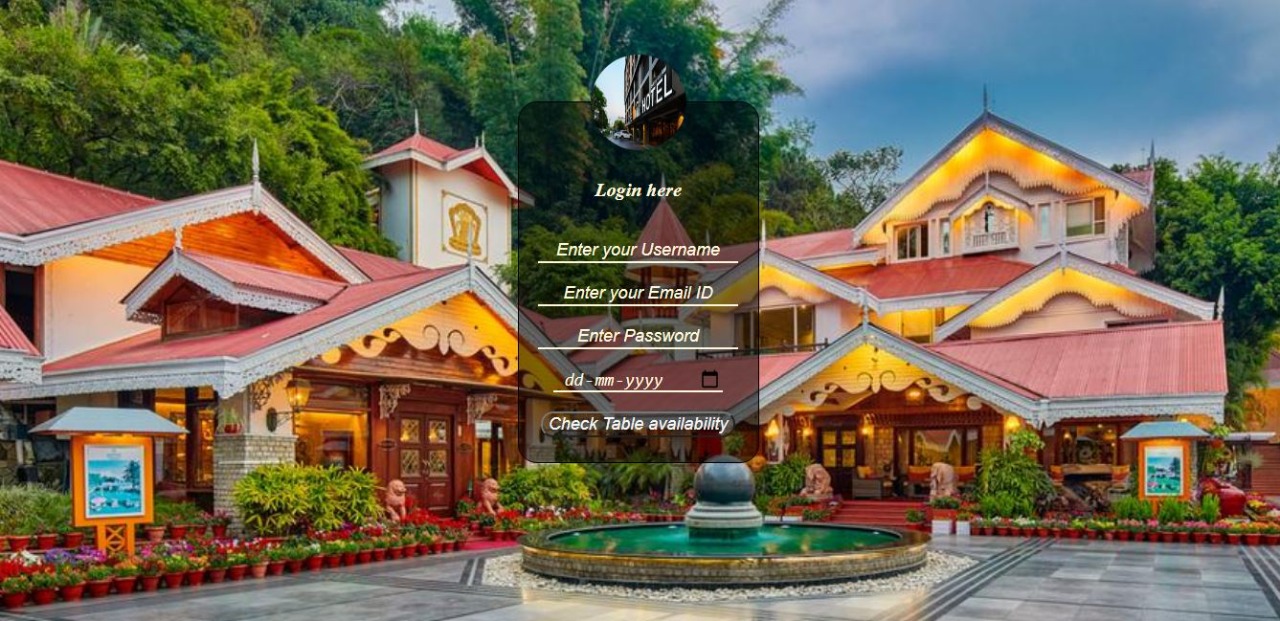 HOTEL
Login here
Enter your Username
Enter your Email ID
Enter Password
dd-mm-yyyy
Check Table availability